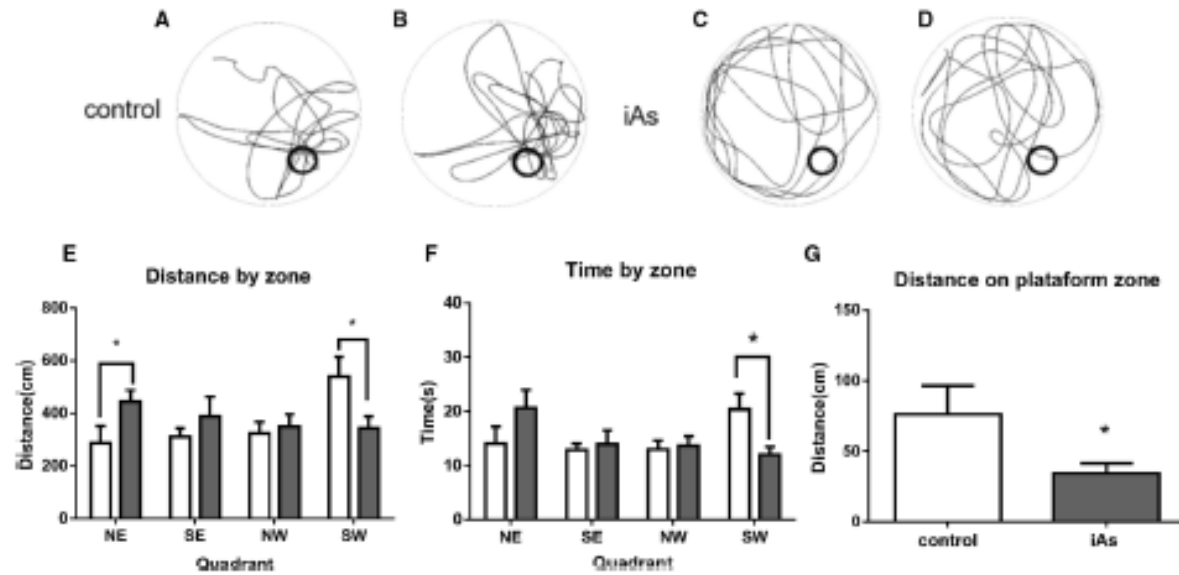 A
B
C
D
control
iAs
E
Distance by zone
800
600
400
200
0
Distance(cm)
*
*
NE
SE
NW
SW
Quadrant
F
Time by zone
40
30
20
10
0
Time(s)
*
NE
SE
NW
SW
Quadrant
G
Distance on plataform zone
150
100
50
0
Distance(cm)
*
control
iAs